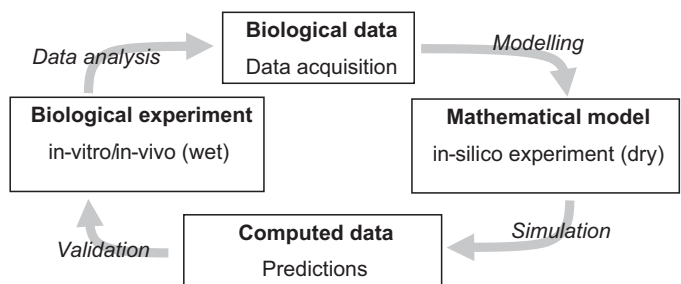 Biological data
Data acquisition
Data analysis
Modelling
Biological experiment
in-vitro/in-vivo (wet)
Mathematical model
in-silico experiment (dry)
Computed data
Predictions
Validation
Simulation